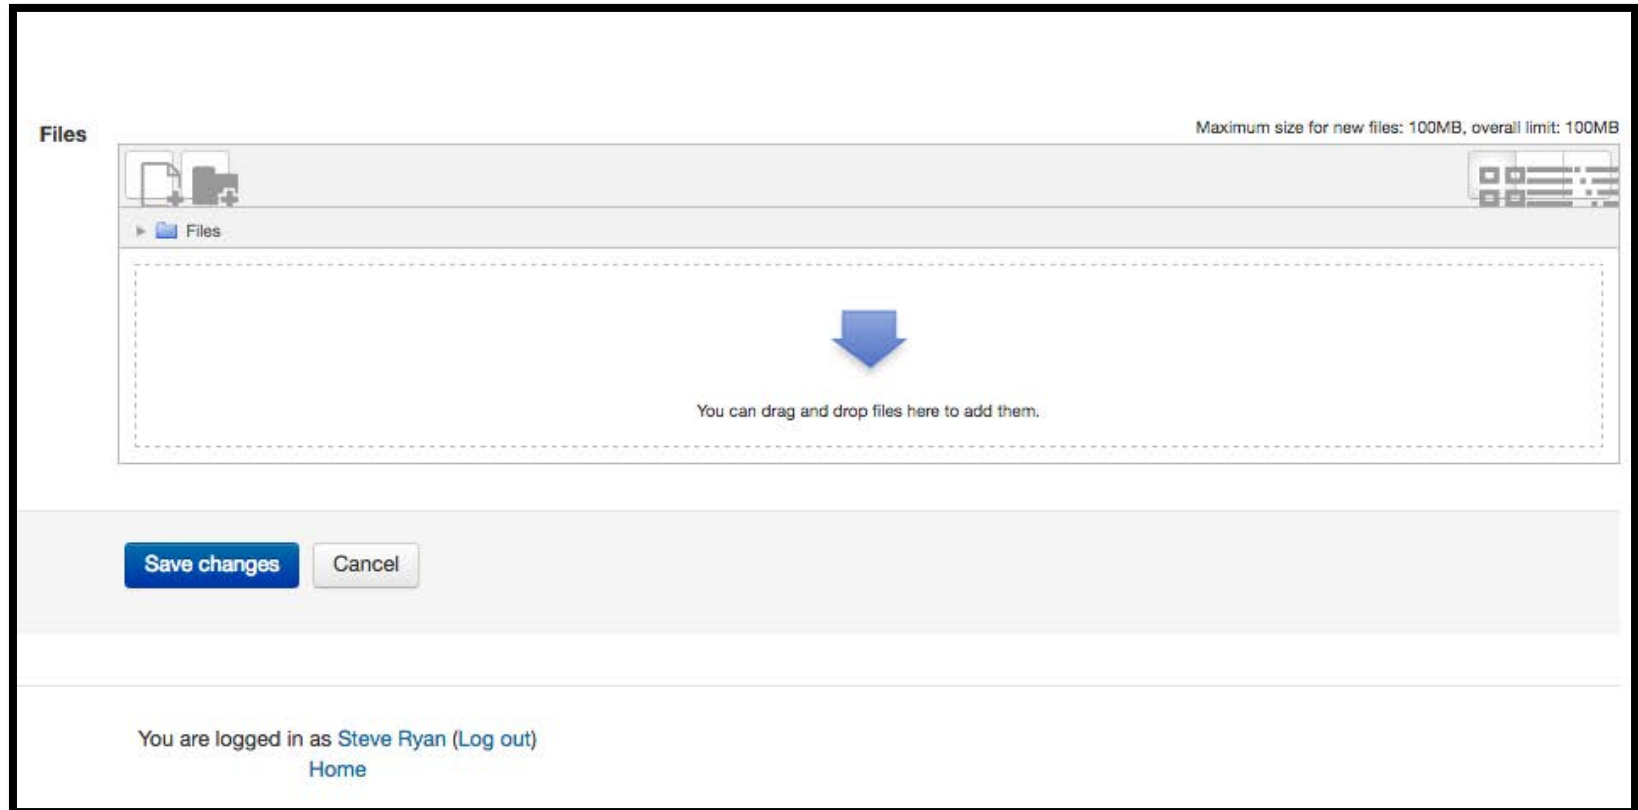 Maximum size for new files: 100MB, overall limit: 100MB
Files
Files
You can drag and drop files here to add them.
Save changes
Cancel
You are logged in as Steve Ryan (Log out)
Home